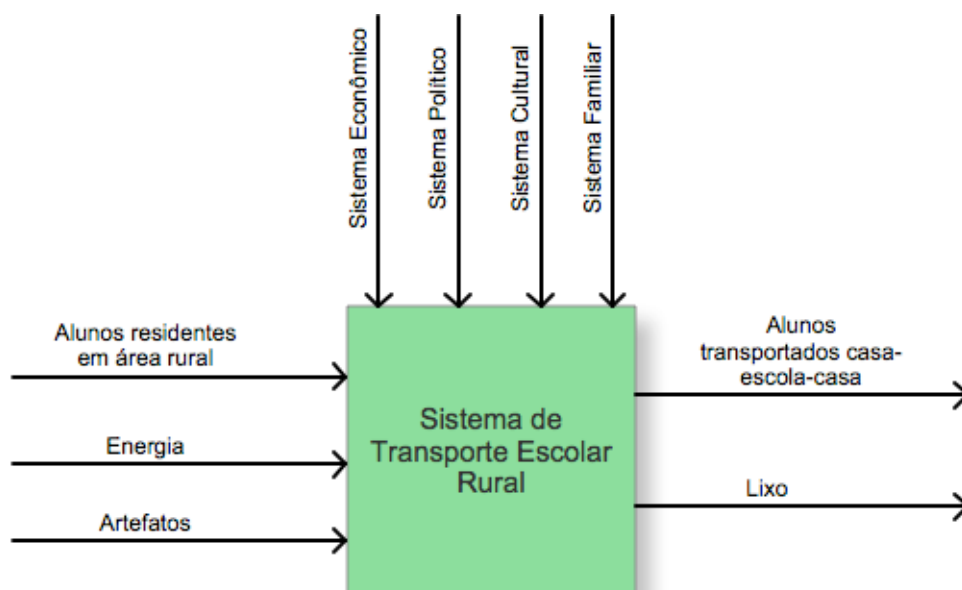 Sistema Econômico
Sistema Político
Sistema Cultural
Sistema Familiar
Alunos residentes
em área rural
Energia
Artefatos
Sistema de
Transporte Escolar
Rural
Alunos
transportados casa-
escola-casa
Lixo